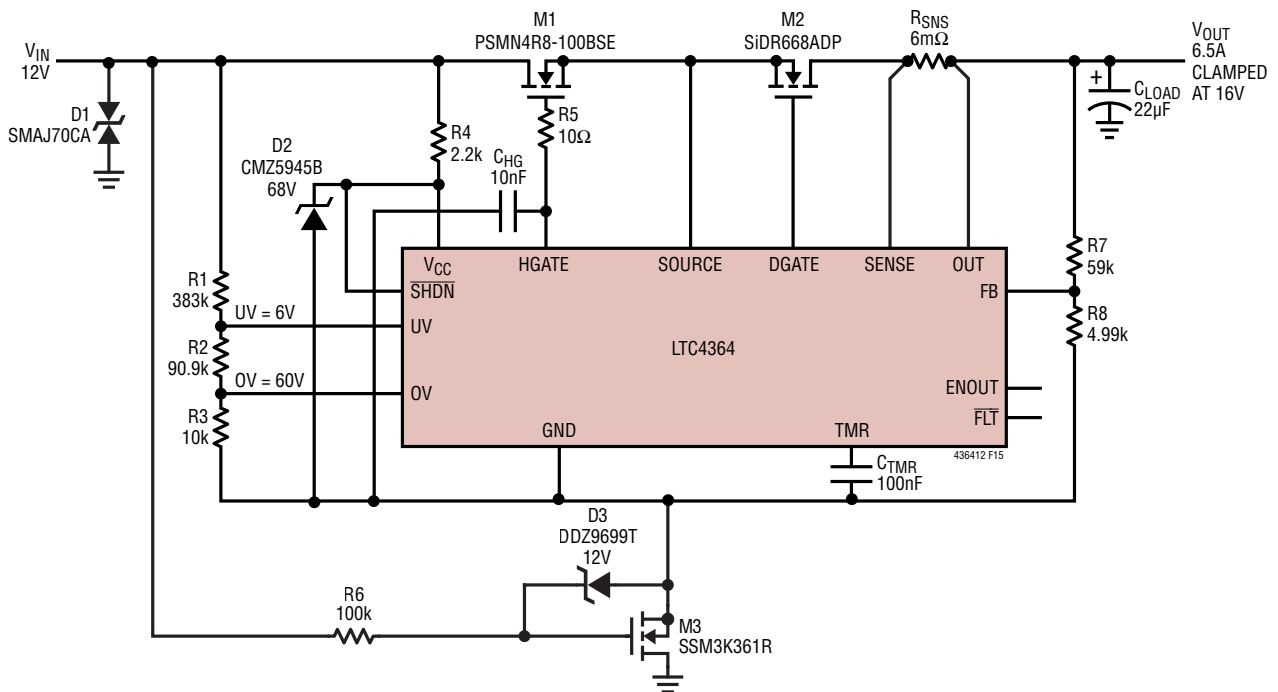 M1
PSMN4R8-100BSE
M2
SiDR668ADP
RSNS
6mΩ
VIN
12V
VOUT
6.5A
CLAMPED
AT 16V
D1
SMAJ70CA
+
CLOAD
22µF
R5
10Ω
R4
2.2k
D2
CMZ5945B
68V
CHG
10nF
VCC
HGATE
SOURCE
DGATE
SENSE
OUT
SHDN
FB
R7
59k
R1
383k
UV = 6V
UV
R8
4.99k
R2
90.9k
LTC4364
OV = 60V
OV
ENOUT
R3
10k
FLT
GND
TMR
436412 F15
CTMR
100nF
D3
DDZ9699T
12V
R6
100k
M3
SSM3K361R